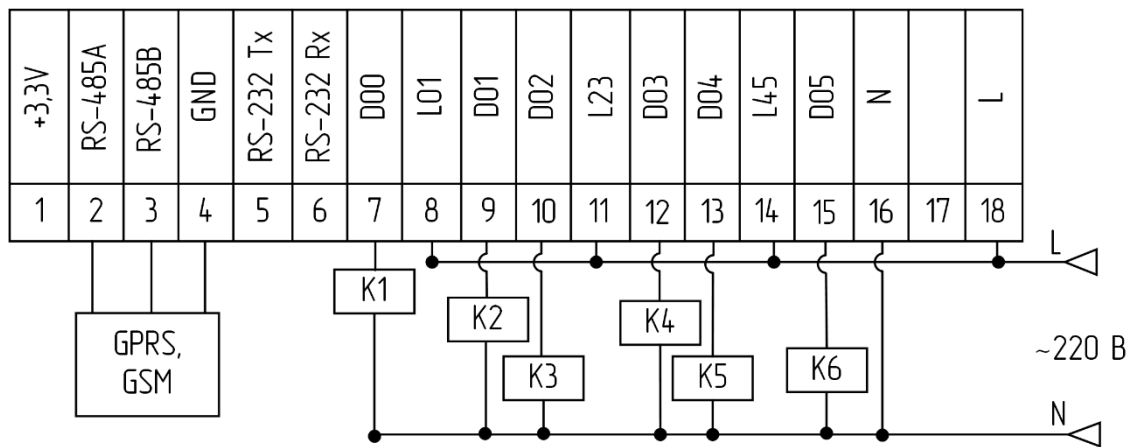 +3,3V
RS-485A
RS-485B
GND
RS-232 Tx
RS-232 Rx
DO0
LO1
DO1
DO2
L23
DO3
DO4
L45
DO5
N
L
1 2 3 4 5 6 7 8 9 10 11 12 13 14 15 16 17 18
L
K1
K2
K3
K4
K5
K6
GPRS,
GSM
~220 В
N